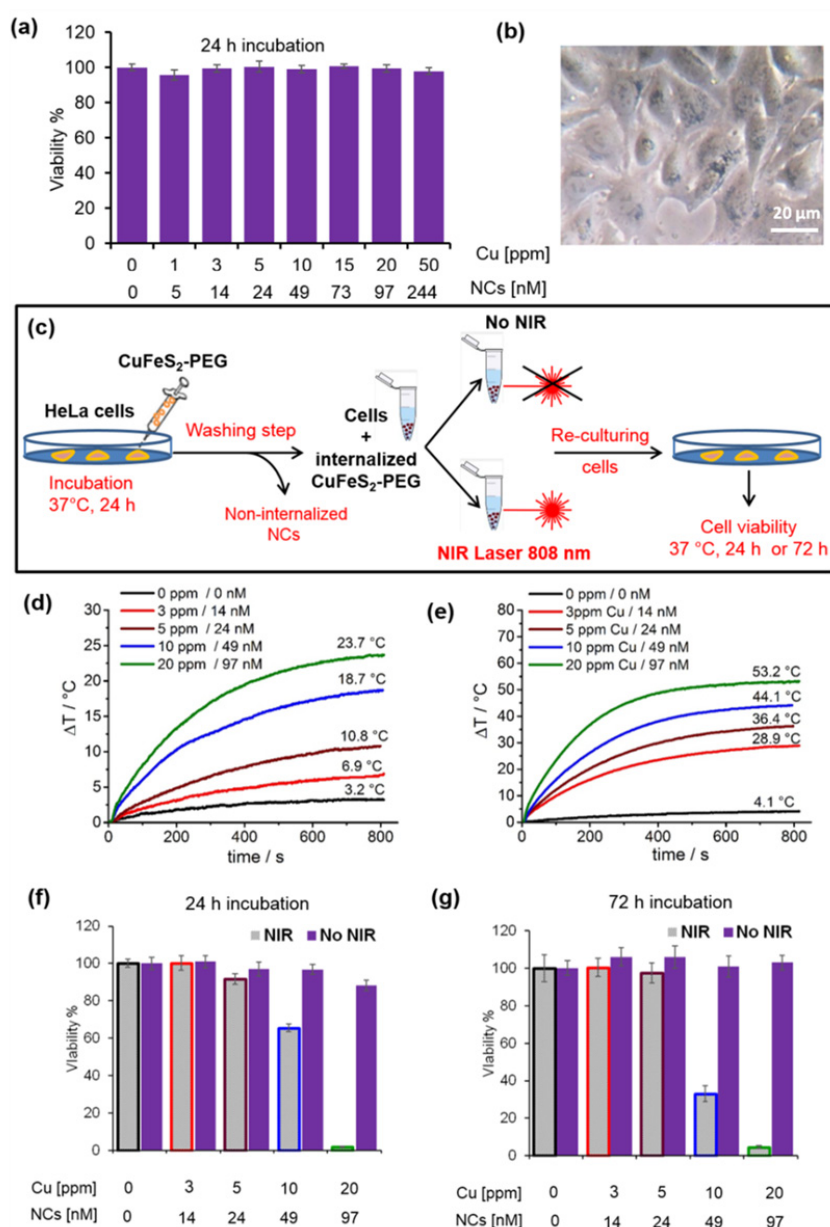 (a)
24 h incubation
Viability %
120
100
80
60
40
20
0
0 1 3 5 10 15 20 50
Cu [ppm]
0 5 14 24 49 73 97 244
NCs [nM]
(b)
20 µm
(c)
CuFeS₂-PEG
HeLa cells
Incubation
37°C, 24 h
Washing step
Non-internalized
NCs
Cells
+
internalized
CuFeS₂-PEG
No NIR
NIR Laser 808 nm
Re-culturing
cells
Cell viability
37 °C, 24 h or 72 h
(d)
0 ppm / 0 nM
3 ppm / 14 nM
5 ppm / 24 nM
10 ppm / 49 nM
20 ppm / 97 nM
23.7 °C
18.7 °C
10.8 °C
6.9 °C
3.2 °C
ΔT / °C
30
25
20
15
10
5
0
0 200 400 600 800 1000
time / s
(e)
0 ppm / 0 nM
3ppm Cu / 14 nM
5 ppm Cu / 24 nM
10 ppm Cu / 49 nM
20 ppm Cu / 97 nM
53.2 °C
44.1 °C
36.4 °C
28.9 °C
4.1 °C
ΔT / °C
80
70
60
50
40
30
20
10
0
0 200 400 600 800 1000
time / s
(f)
24 h incubation
NIR No NIR
Viability %
120
100
80
60
40
20
0
Cu [ppm] 0 3 5 10 20
NCs [nM] 0 14 24 49 97
(g)
72 h incubation
NIR No NIR
Viability %
120
100
80
60
40
20
0
Cu [ppm] 0 3 5 10 20
NCs [nM] 0 14 24 49 97